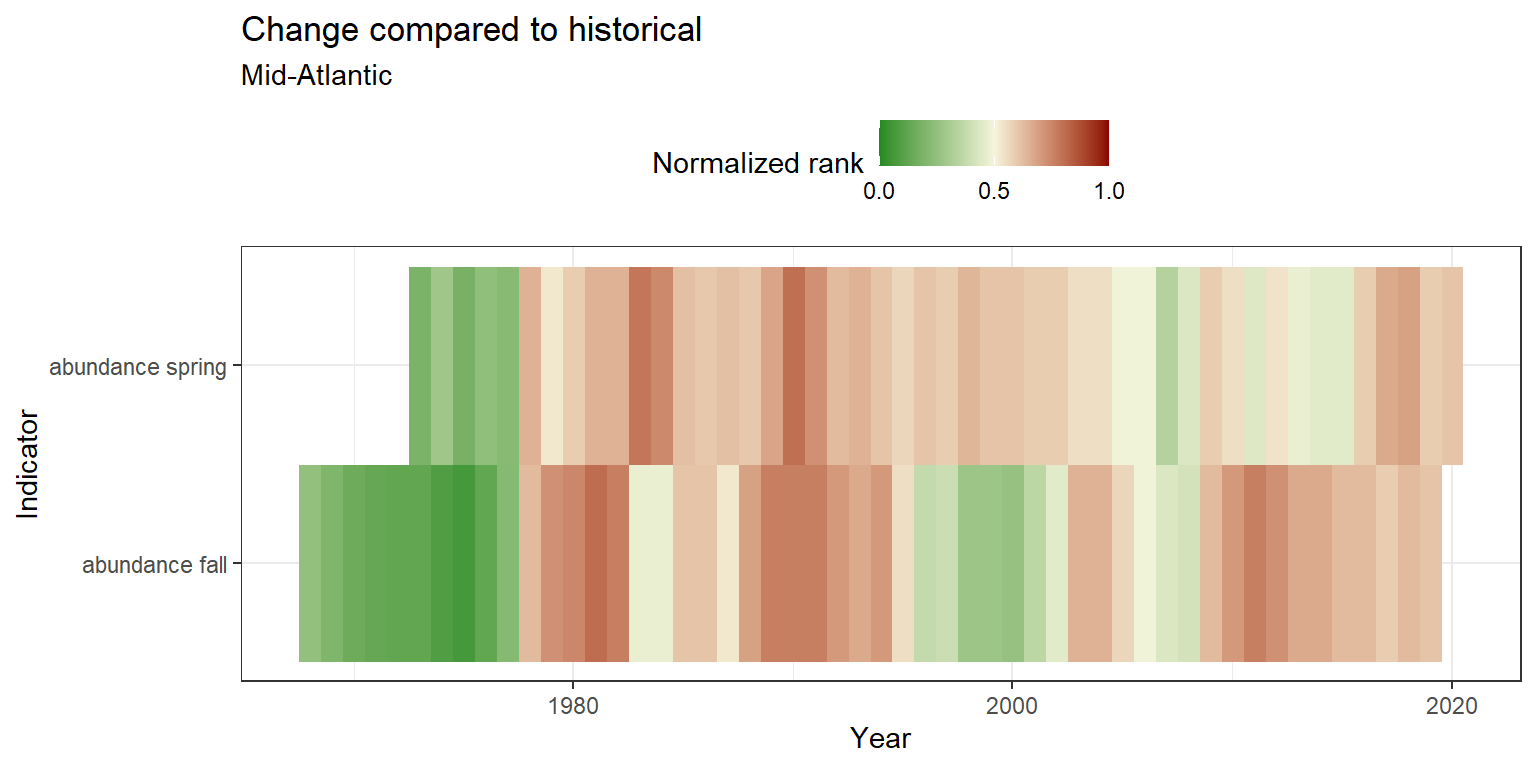 Change compared to historical
Mid-Atlantic
Normalized rank
0.0 0.5 1.0
abundance spring
abundance fall
Indicator
1980 2000 2020
Year